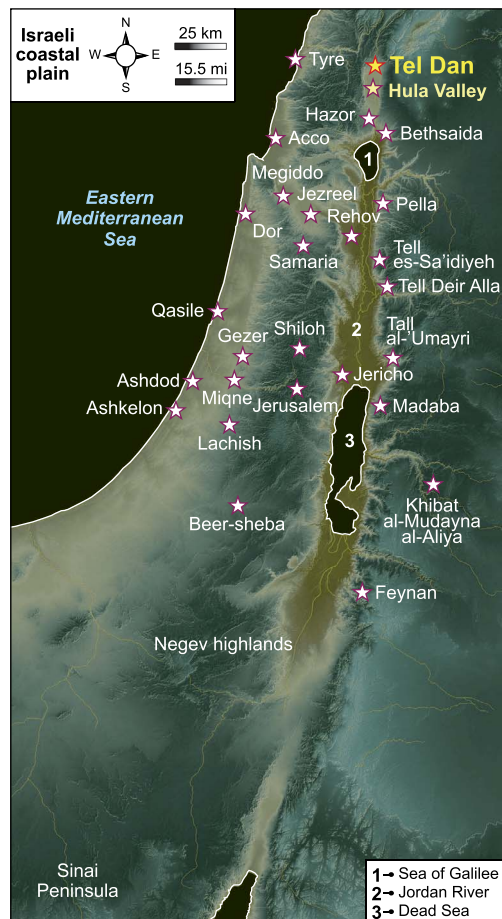 Israeli
coastal
plain
N
W
E
S
25 km
15.5 mi
Tyre
Tel Dan
Hula Valley
Hazor
Bethsaida
Acco
1
Megiddo
Jezreel
Rehov
Pella
Dor
Eastern
Mediterranean
Sea
Samaria
Tell
es-Sa'idiyeh
Tell Deir Alla
Qasile
Gezer
Shiloh
2
Tall
al-'Umayri
Jericho
Ashdod
Miqne
Jerusalem
Madaba
Ashkelon
Lachish
3
Beer-sheba
Khibat
al-Mudayna
al-Aliya
Feynan
Negev highlands
Sinai
Peninsula
1 Sea of Galilee
2 Jordan River
3 Dead Sea